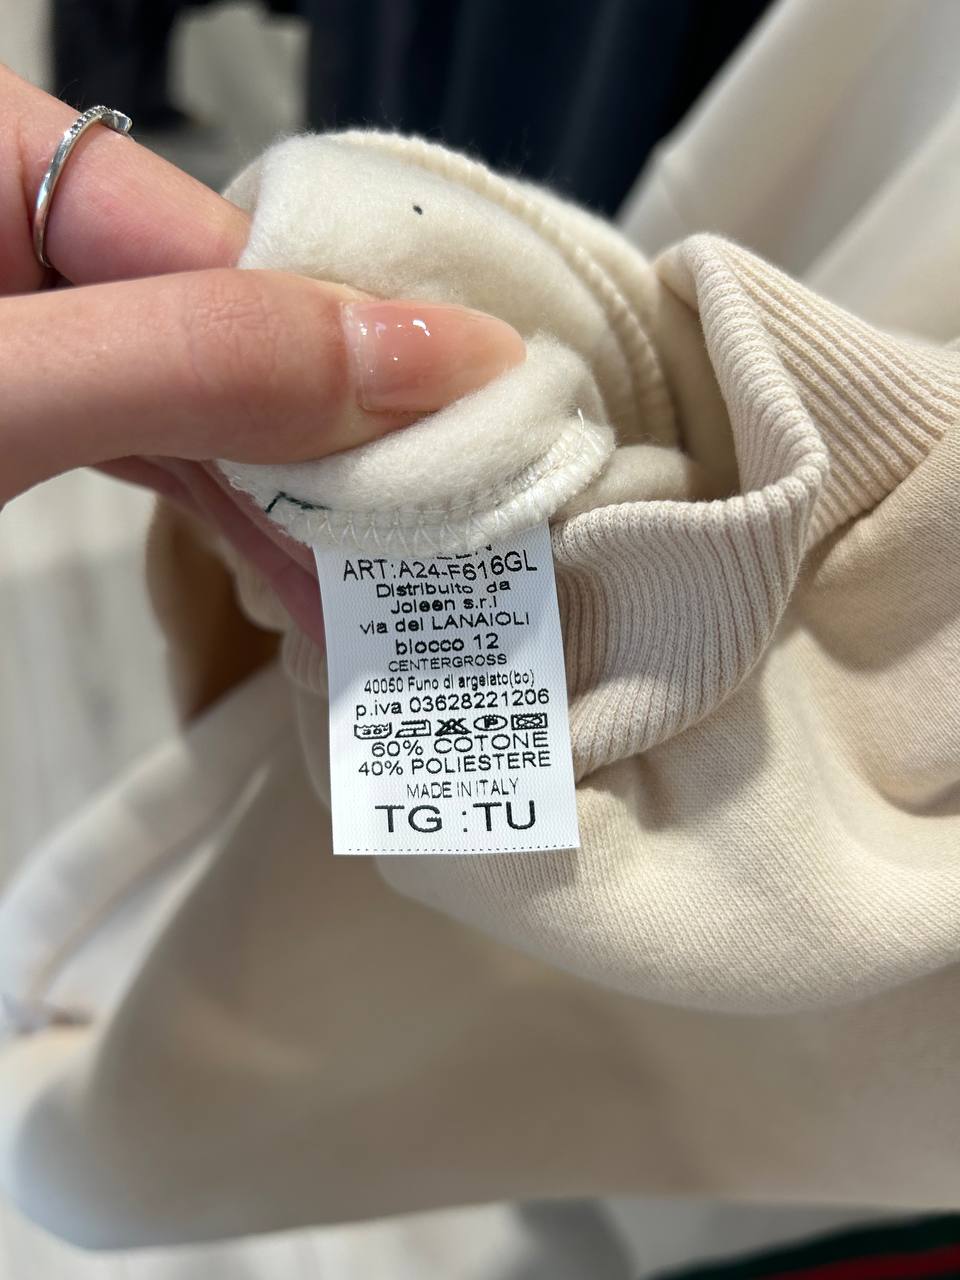 ART:A24-F616GL
Distribuito da
Joleen s.r.l
via dei LANAIOLI
blocco 12
CENTERGROSS
40050 Funo di argelato(bo)
p.iva 03628221206
60% COTONE
40% POLIESTERE
MADE IN ITALY
TG :TU